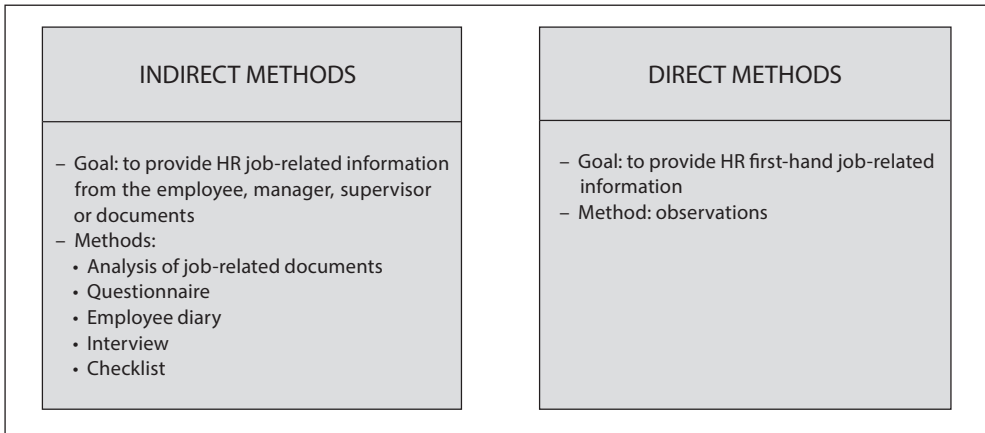 INDIRECT METHODS
– Goal: to provide HR job-related information
from the employee, manager, supervisor
or documents
– Methods:
• Analysis of job-related documents
• Questionnaire
• Employee diary
• Interview
• Checklist
DIRECT METHODS
– Goal: to provide HR first-hand job-related
information
– Method: observations